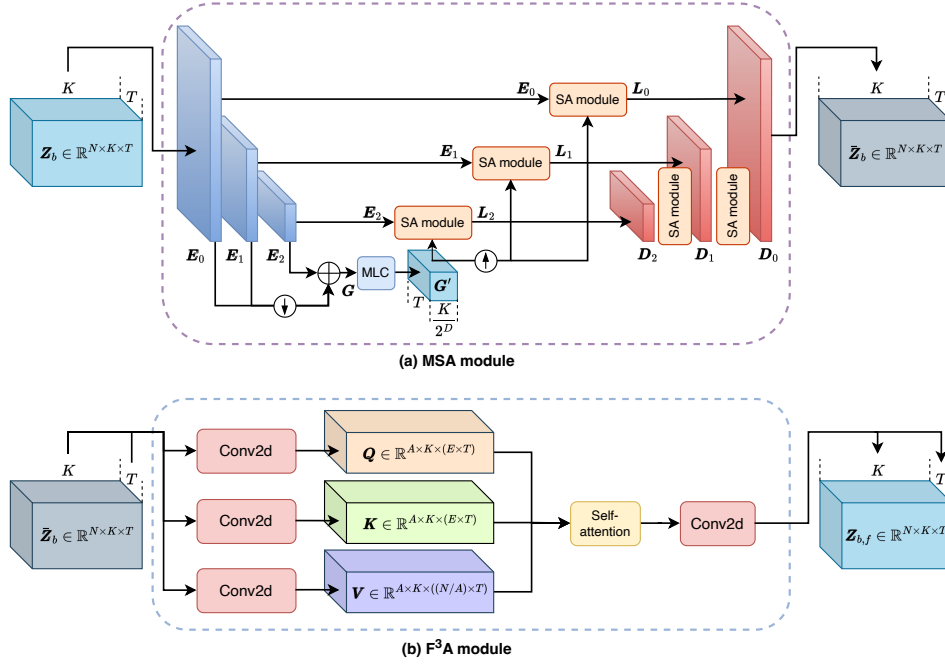 K
T
𝒁_b ∈ ℝ^{N×K×T}
E_0
SA module
L_0
E_1
SA module
L_1
E_2
SA module
L_2
E_0
E_1
E_2
G
MLC
G′
T
K
2^D
SA module
SA module
D_2
D_1
D_0
K
T
Z̄_b ∈ ℝ^{N×K×T}
(a) MSA module
K
T
Z̄_b ∈ ℝ^{N×K×T}
Conv2d
Q ∈ ℝ^{A×K×(E×T)}
Conv2d
K ∈ ℝ^{A×K×(E×T)}
Conv2d
V ∈ ℝ^{A×K×((N/A)×T)}
Self-
attention
Conv2d
K
T
Z_{b,f} ∈ ℝ^{N×K×T}
(b) F³A module